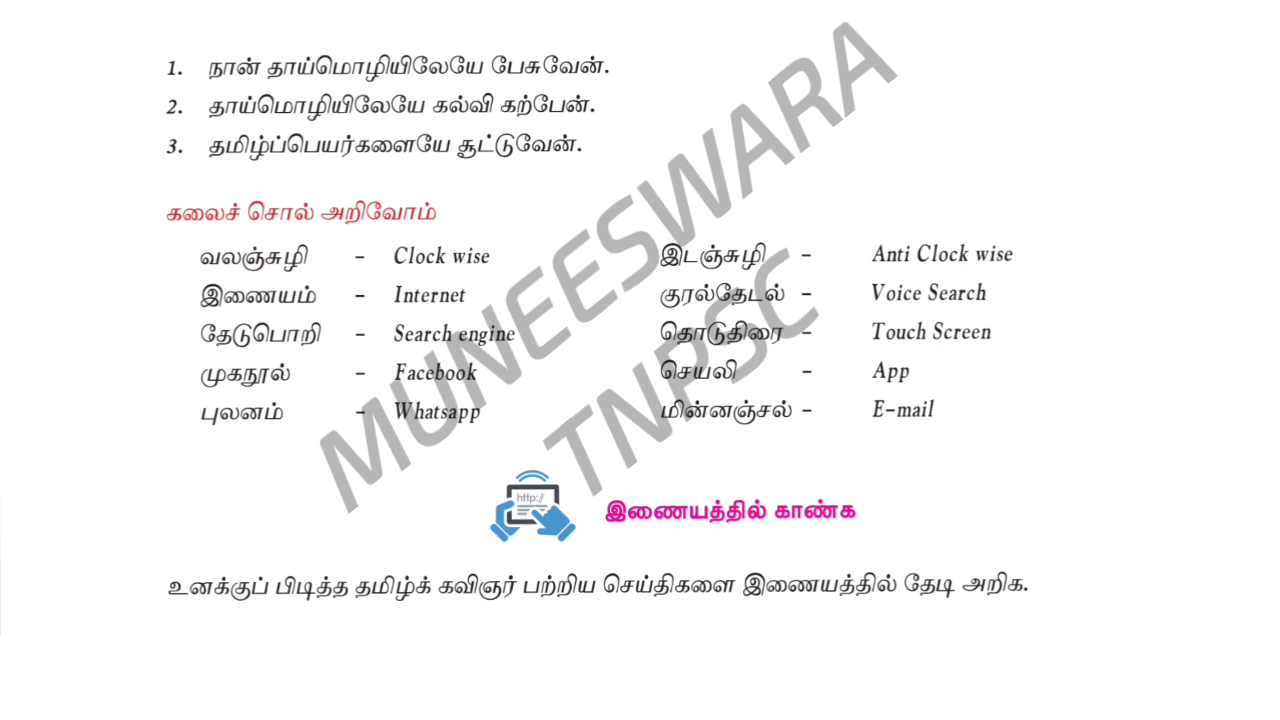 1. நான் தாய்மொழியிலேயே பேசுவேன்.
2. தாய்மொழியிலேயே கல்வி கற்பேன்.
3. தமிழ்ப்பெயர்களையே சூட்டுவேன்.
கலைச் சொல் அறிவோம்
வலஞ்சுழி - Clock wise இடஞ்சுழி - Anti Clock wise
இணையம் - Internet குரல்தேடல் - Voice Search
தேடுபொறி - Search engine தொடுதிரை - Touch Screen
முகநூல் - Facebook செயலி - App
புலனம் - Whatsapp மின்னஞ்சல் - E-mail
MUNEESWARA
TNPSC
http://
இணையத்தில் காண்க
உனக்குப் பிடித்த தமிழ்க் கவிஞர் பற்றிய செய்திகளை இணையத்தில் தேடி அறிக.